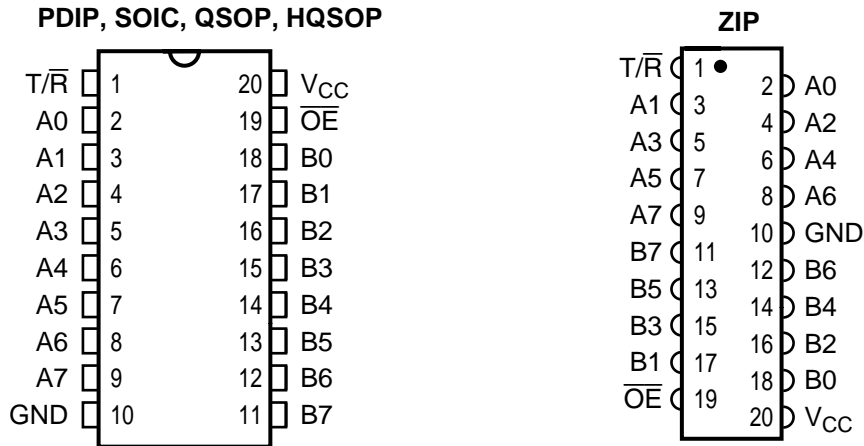 PDIP, SOIC, QSOP, HQSOP
T/R̅ 1 20 VCC
A0 2 19 O̅E̅
A1 3 18 B0
A2 4 17 B1
A3 5 16 B2
A4 6 15 B3
A5 7 14 B4
A6 8 13 B5
A7 9 12 B6
GND 10 11 B7
ZIP
T/R̅ 1
2 A0
A1 3
4 A2
A3 5
6 A4
A5 7
8 A6
A7 9
10 GND
B7 11
12 B6
B5 13
14 B4
B3 15
16 B2
B1 17
18 B0
O̅E̅ 19
20 VCC